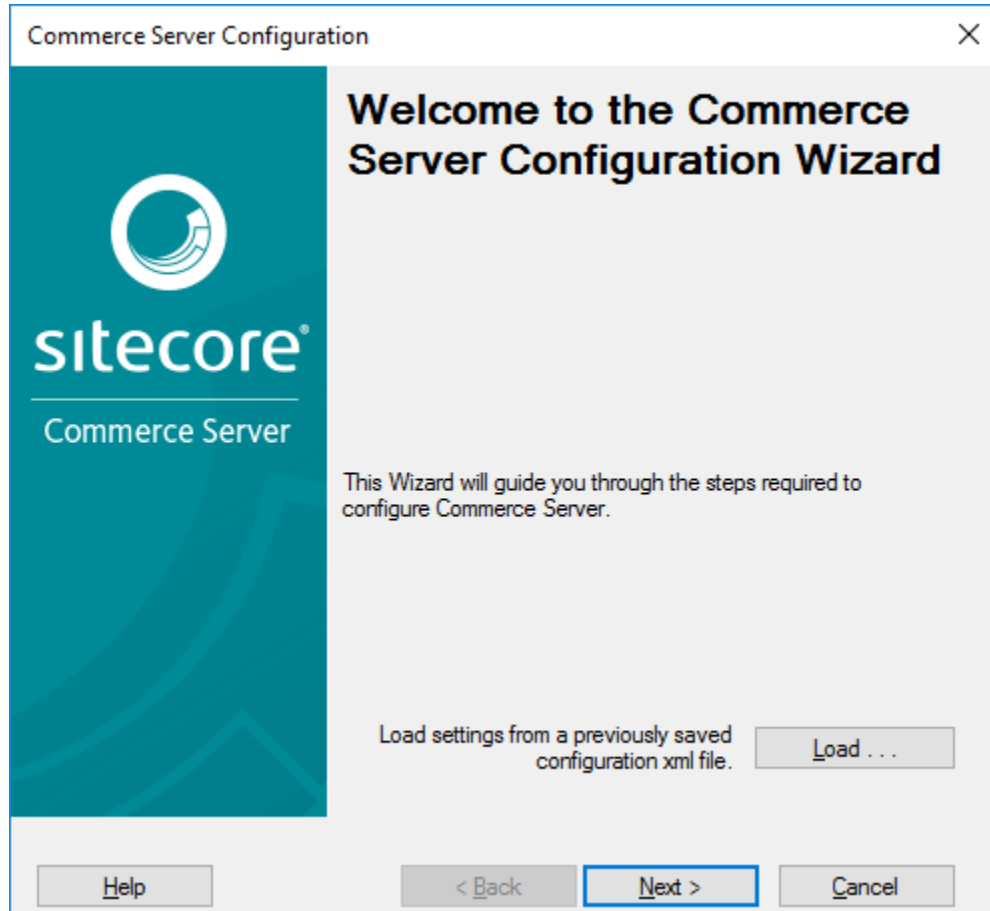 Commerce Server Configuration
Welcome to the Commerce
Server Configuration Wizard
sitecore®
Commerce Server
This Wizard will guide you through the steps required to
configure Commerce Server.
Load settings from a previously saved
configuration xml file.
Load . . .
Help
< Back
Next >
Cancel